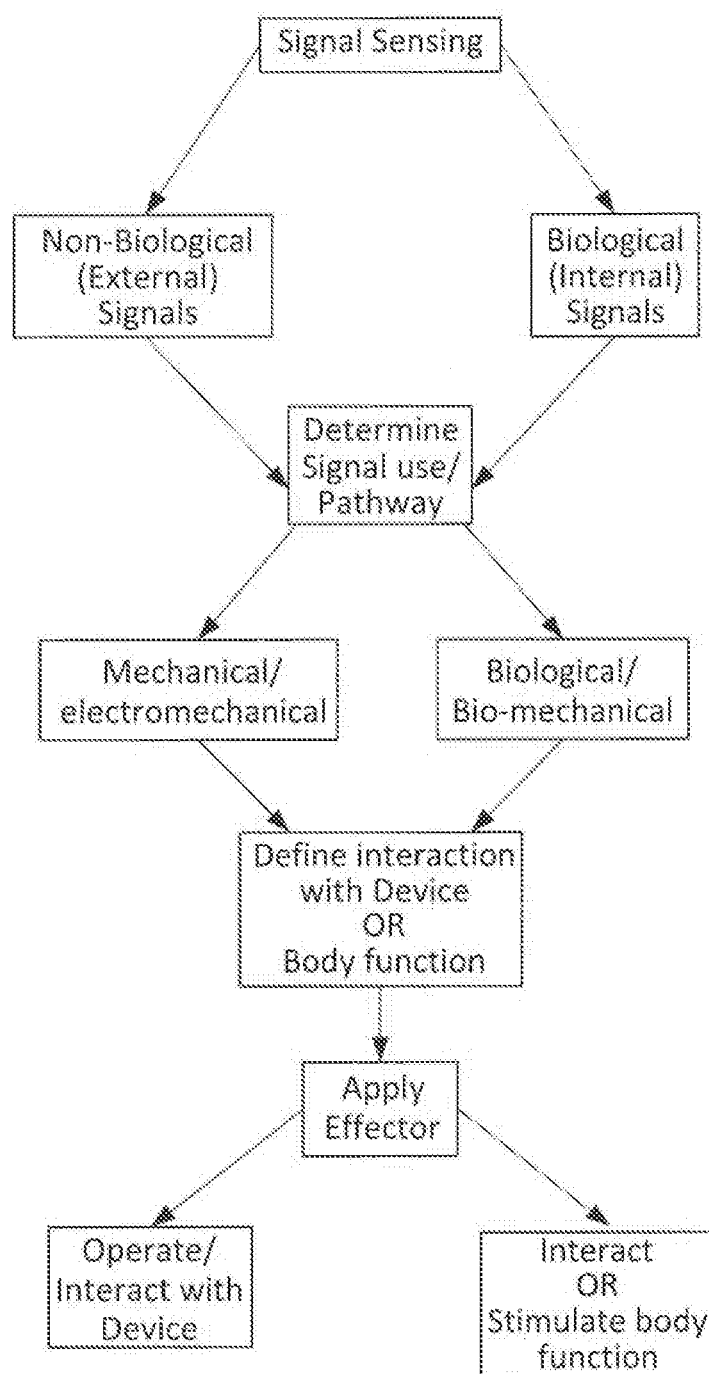 Signal Sensing
Non-Biological
(External)
Signals
Biological
(Internal)
Signals
Determine
Signal use/
Pathway
Mechanical/
electromechanical
Biological/
Bio-mechanical
Define interaction
with Device
OR
Body function
Apply
Effector
Operate/
Interact with
Device
Interact
OR
Stimulate body
function